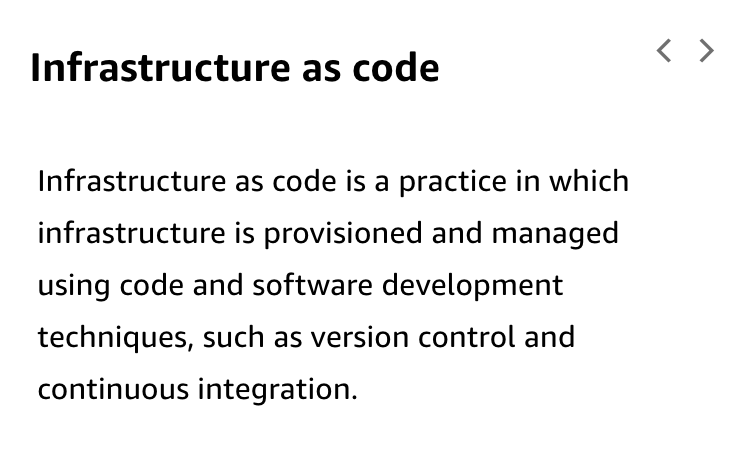 Infrastructure as code
Infrastructure as code is a practice in which
infrastructure is provisioned and managed
using code and software development
techniques, such as version control and
continuous integration.